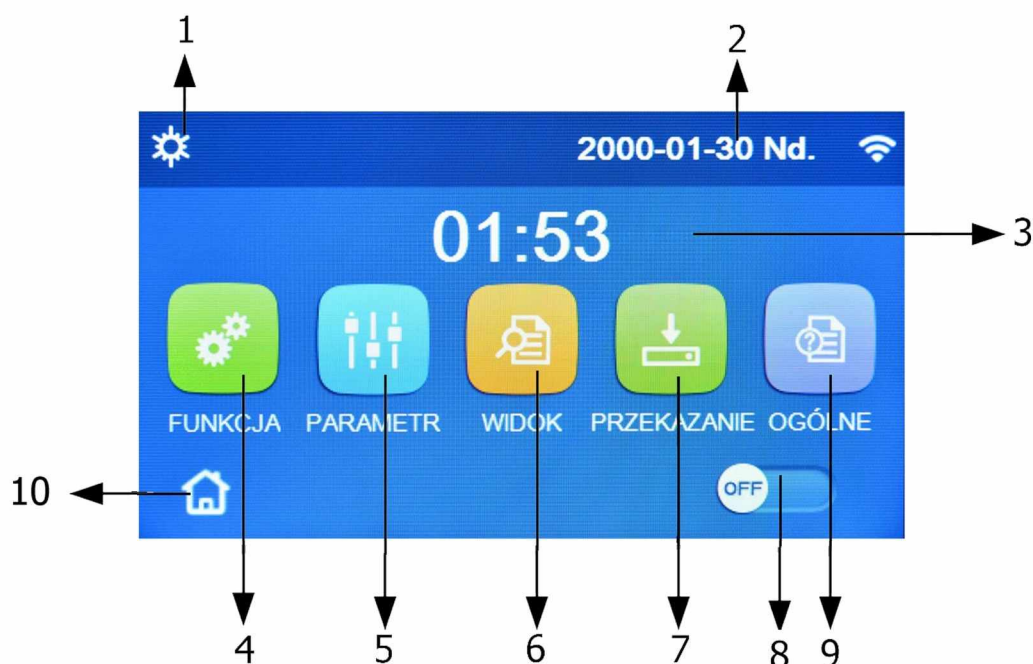 1 2
2000-01-30 Nd.
01:53 3
FUNKCJA PARAMETR WIDOK PRZEKAZANIE OGÓLNE
10 OFF
4 5 6 7 8 9